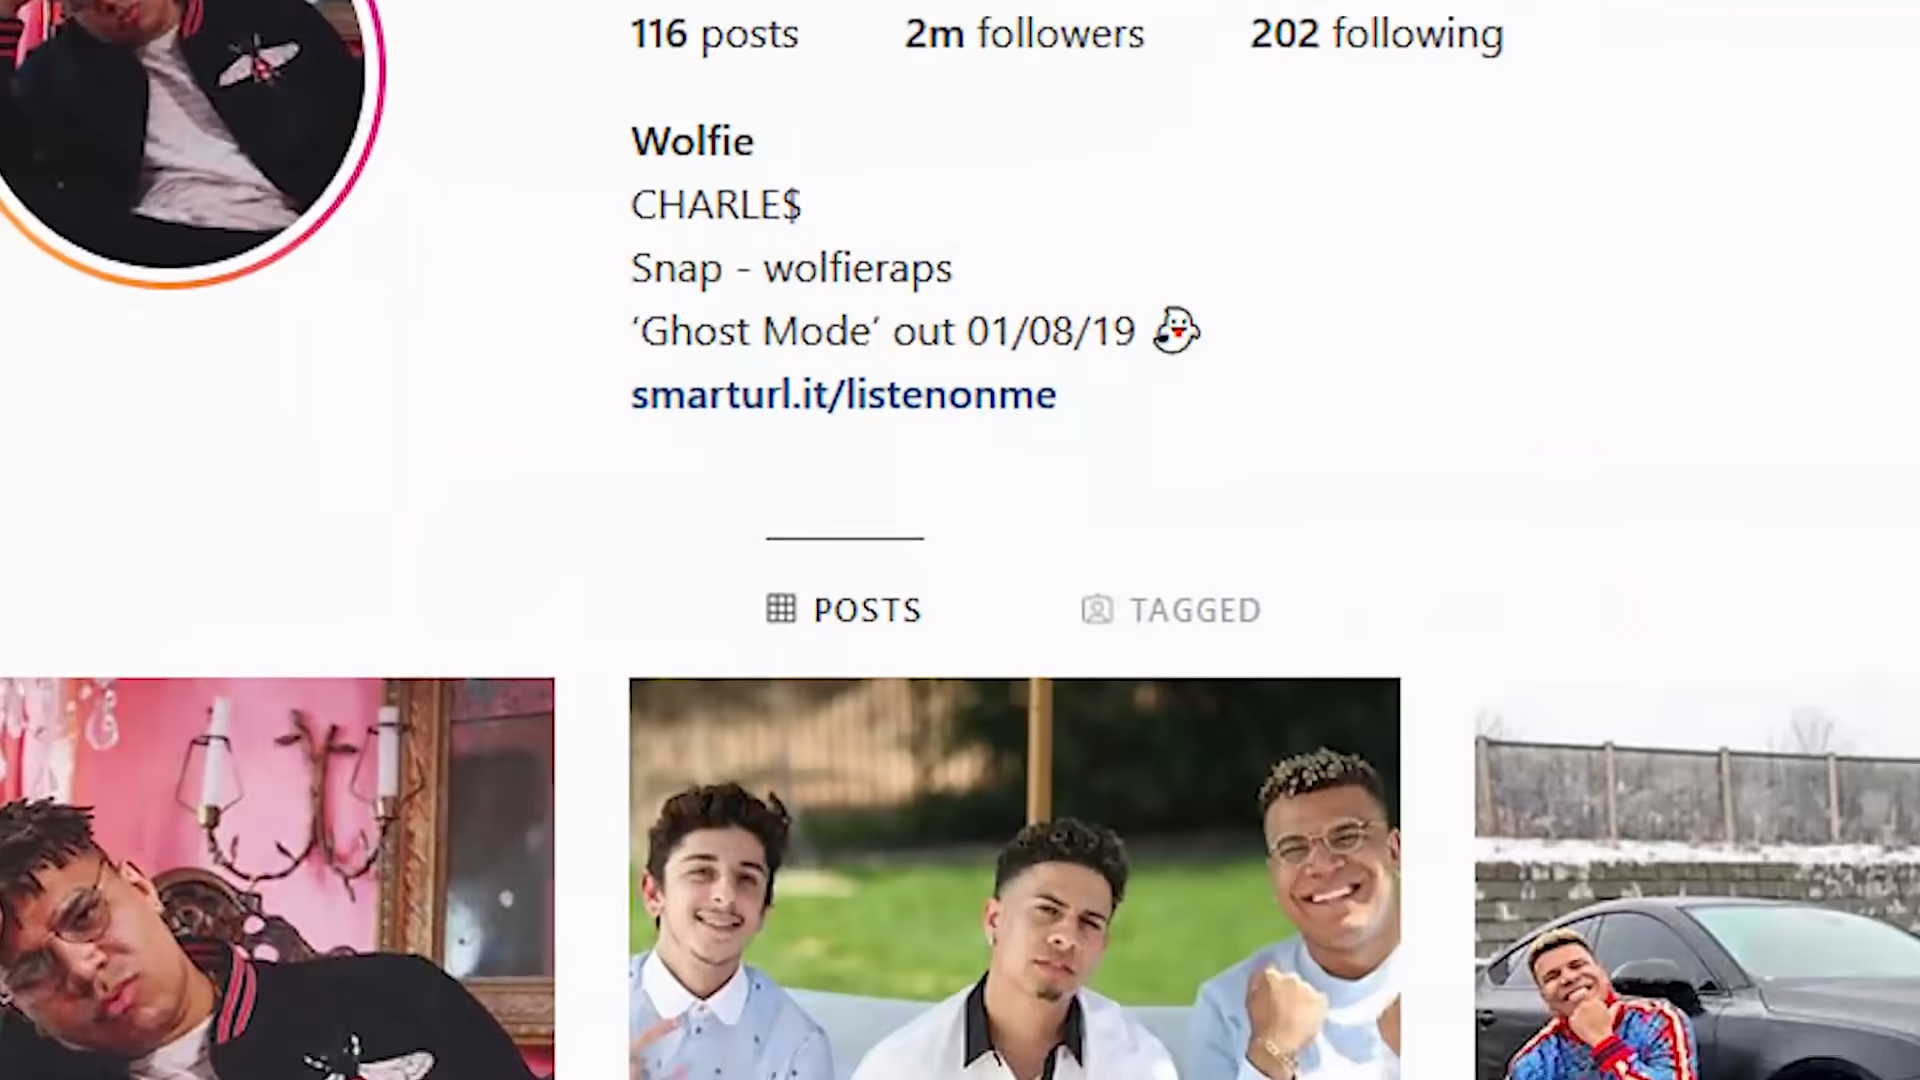 116 posts 2m followers 202 following
Wolfie
CHARLE$
Snap - wolfieraps
‘Ghost Mode’ out 01/08/19 👻
smarturl.it/listenonme
POSTS TAGGED